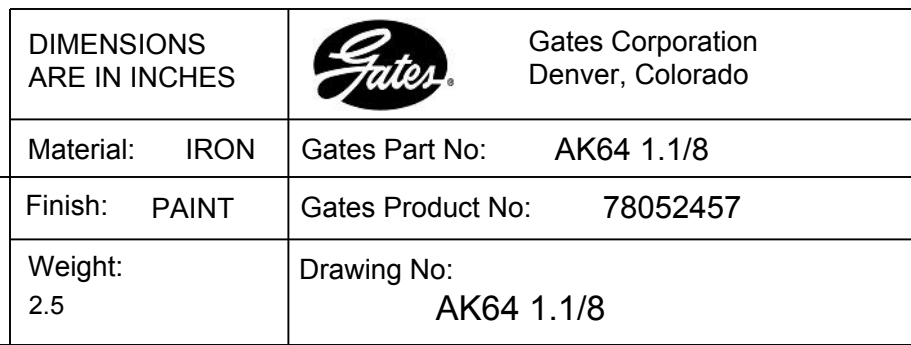 DIMENSIONS
ARE IN INCHES
Gates®
Gates Corporation
Denver, Colorado
Material: IRON
Gates Part No: AK64 1.1/8
Finish: PAINT
Gates Product No: 78052457
Weight:
2.5
Drawing No:
AK64 1.1/8